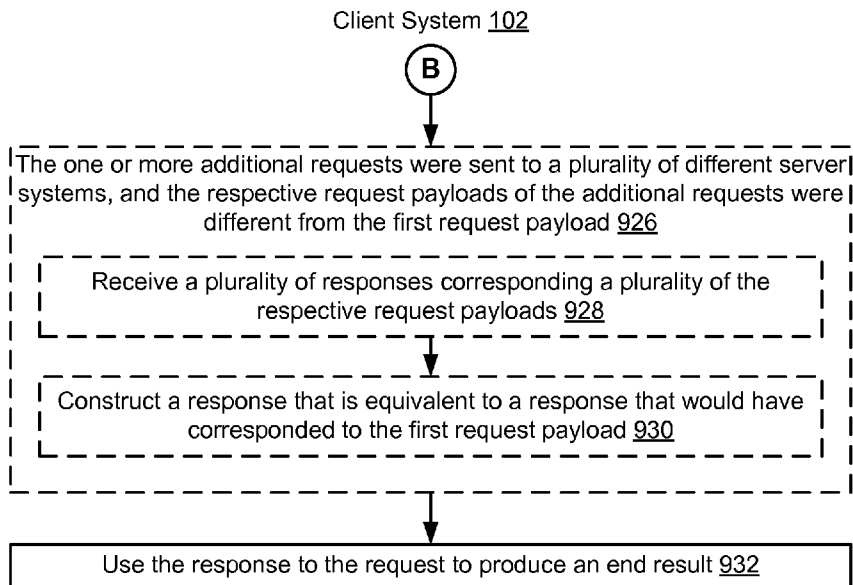 Client System 102
B
The one or more additional requests were sent to a plurality of different server
systems, and the respective request payloads of the additional requests were
different from the first request payload 926
Receive a plurality of responses corresponding a plurality of the
respective request payloads 928
Construct a response that is equivalent to a response that would have
corresponded to the first request payload 930
Use the response to the request to produce an end result 932